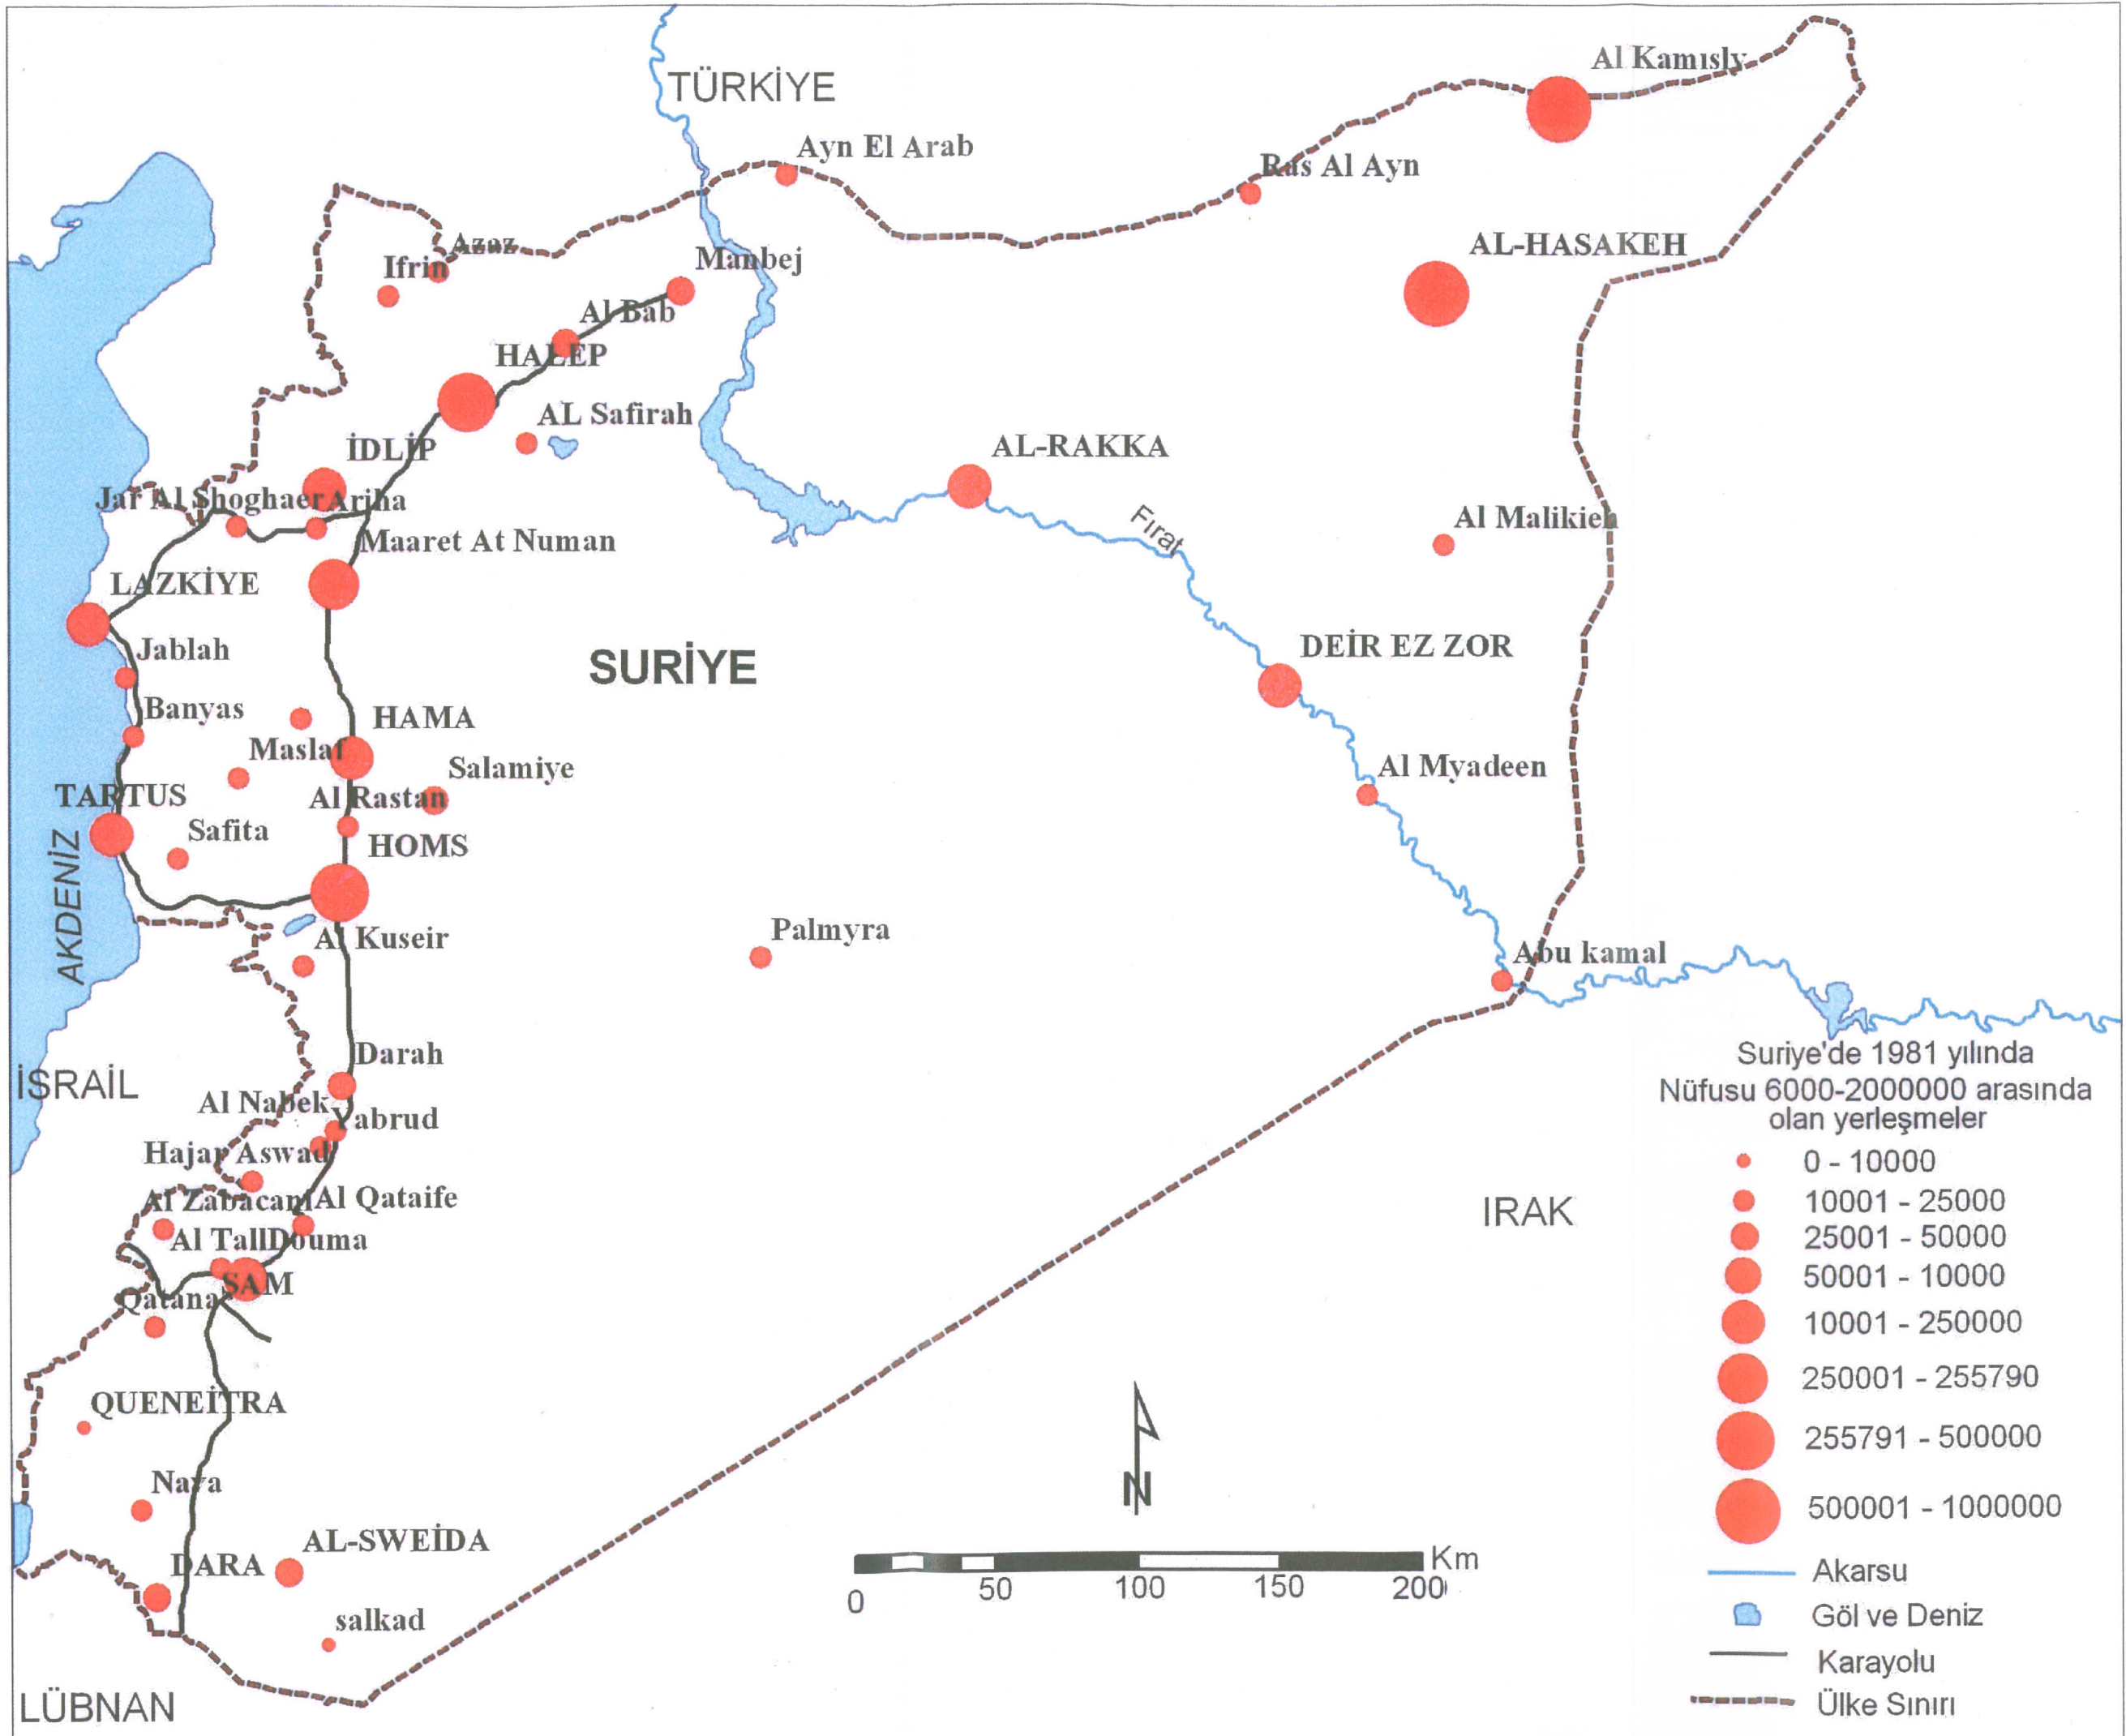 TÜRKİYE
Al Kamısly
Ayn El Arab
Ras Al Ayn
AL-HASAKEH
Azaz
Ifrin
Manbej
Al Bab
HALEP
AL Safirah
İDLİP
AL-RAKKA
Jar Al Shoghaer
Ariha
Fırat
Al Malikieh
Maaret At Numan
LAZKİYE
SURİYE
DEİR EZ ZOR
Jablah
Banyas
HAMA
Maslaf
Salamiye
Al Myadeen
TARTUS
Al Rastan
Safita
HOMS
AKDENİZ
Al Kuseir
Palmyra
Abu kamal
Darah
İSRAİL
Al Nabek
Yabrud
Hajar Aswad
Al Zabacanı
Al Qataife
Al Tall
Douma
SAM
Qatana
IRAK
QUENEİTRA
Nava
AL-SWEİDA
DARA
salkad
LÜBNAN
N
Km
0 50 100 150 200
Suriye'de 1981 yılında
Nüfusu 6000-2000000 arasında
olan yerleşmeler
0 - 10000
10001 - 25000
25001 - 50000
50001 - 10000
10001 - 250000
250001 - 255790
255791 - 500000
500001 - 1000000
Akarsu
Göl ve Deniz
Karayolu
Ülke Sınırı